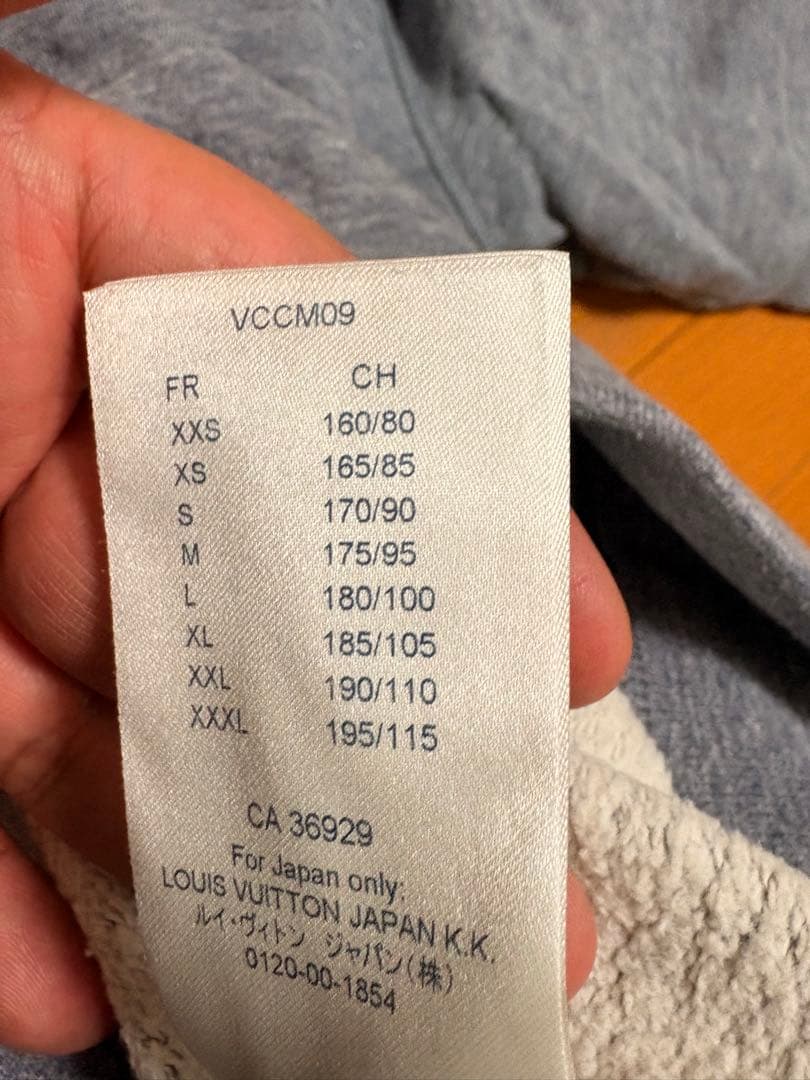 VCCM09
FR CH
XXS 160/80
XS 165/85
S 170/90
M 175/95
L 180/100
XL 185/105
XXL 190/110
XXXL 195/115
CA 36929
For Japan only:
LOUIS VUITTON JAPAN K.K.
ルイ・ヴィトン ジャパン(株)
0120-00-1854